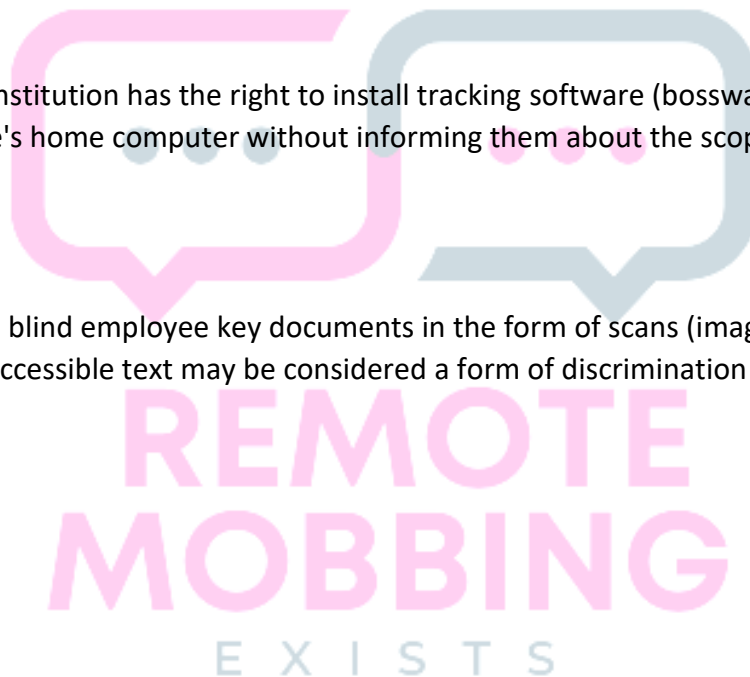 nstitution has the right to install tracking software (bosswa
e's home computer without informing them about the scop
blind employee key documents in the form of scans (imag
ccessible text may be considered a form of discrimination
REMOTE
MOBBING
EXISTS